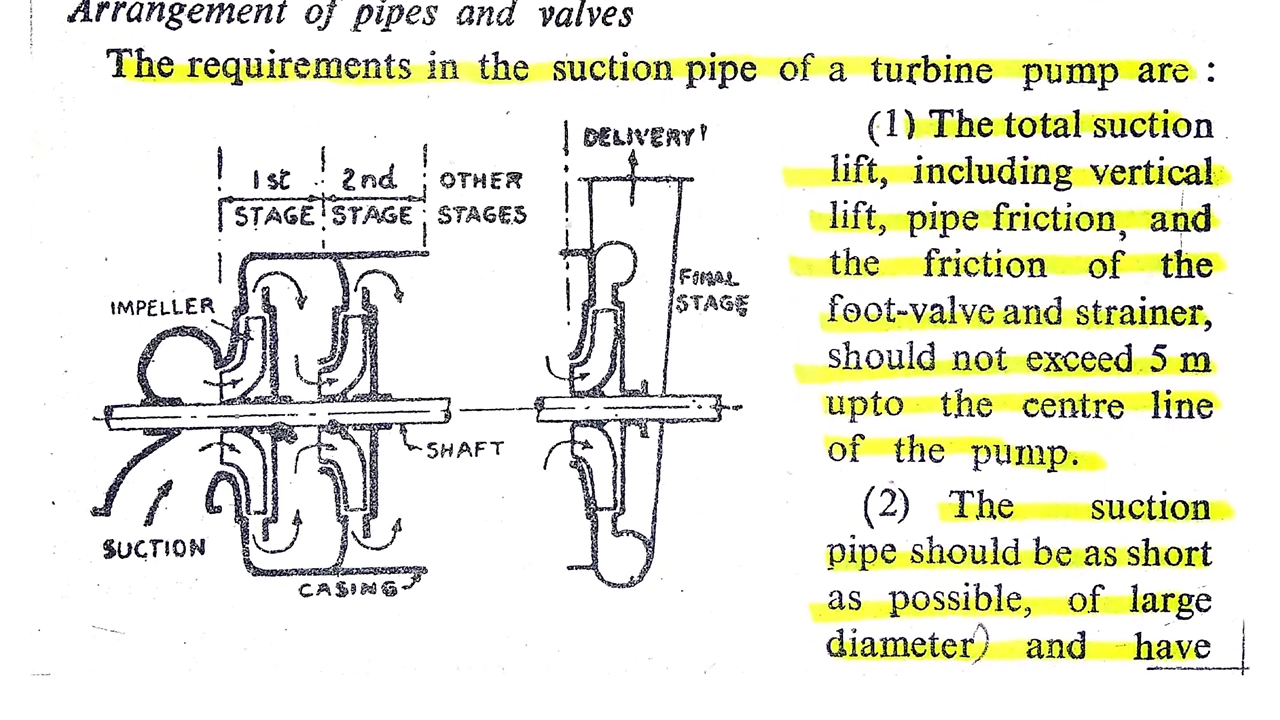 Arrangement of pipes and valves
The requirements in the suction pipe of a turbine pump are :
(1) The total suction
lift, including vertical
lift, pipe friction, and
the friction of the
foot-valve and strainer,
should not exceed 5 m
upto the centre line
of the pump.
(2) The suction
pipe should be as short
as possible, of large
diameter) and have
DELIVERY
1st
STAGE
2nd
STAGE
OTHER
STAGES
IMPELLER
FINAL
STAGE
SHAFT
SUCTION
CASING